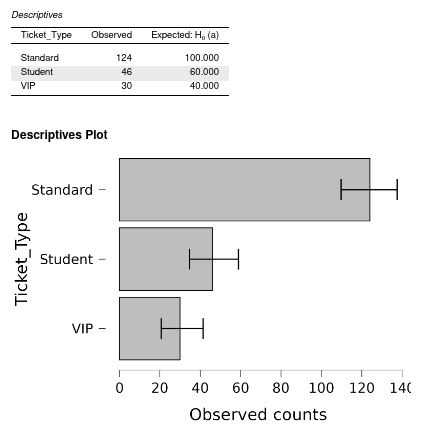 Descriptives
Ticket_Type Observed Expected: H₀ (a)
Standard 124 100.000
Student 46 60.000
VIP 30 40.000
Descriptives Plot
Ticket_Type
Standard
Student
VIP
0 20 40 60 80 100 120 14
Observed counts